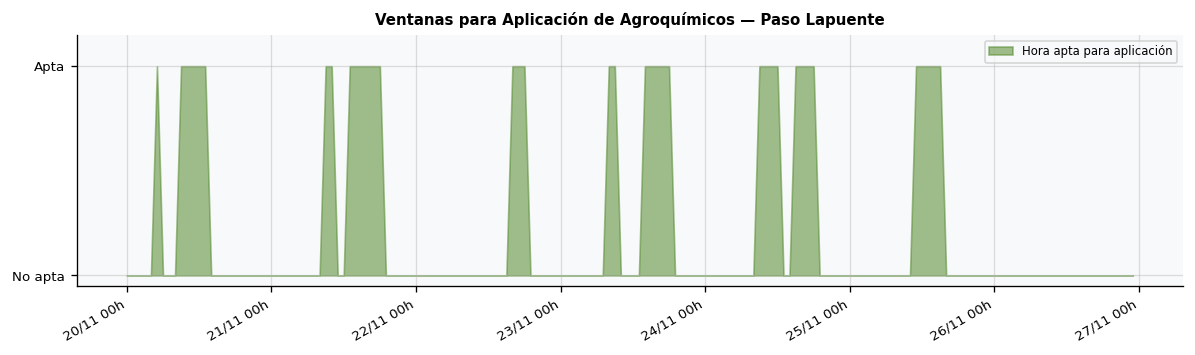 Ventanas para Aplicación de Agroquímicos — Paso Lapuente
Hora apta para aplicación
Apta
No apta
20/11 00h
21/11 00h
22/11 00h
23/11 00h
24/11 00h
25/11 00h
26/11 00h
27/11 00h